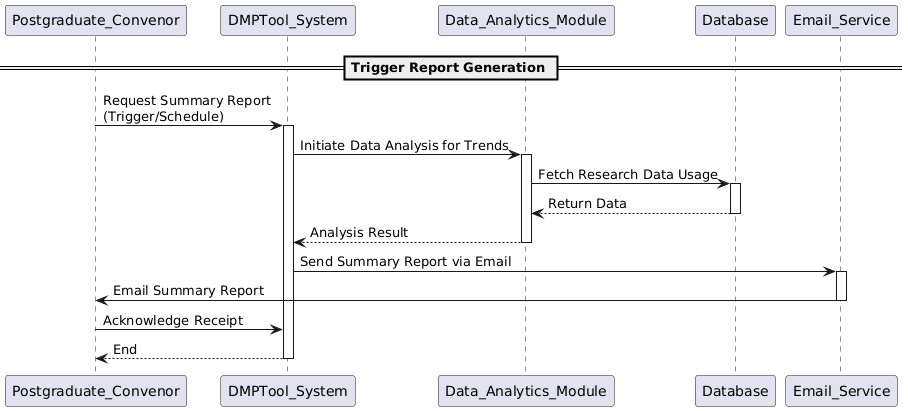 Postgraduate_Convenor DMPTool_System Data_Analytics_Module Database Email_Service
Trigger Report Generation
Request Summary Report
(Trigger/Schedule)
Initiate Data Analysis for Trends
Fetch Research Data Usage
Return Data
Analysis Result
Send Summary Report via Email
Email Summary Report
Acknowledge Receipt
End
Postgraduate_Convenor DMPTool_System Data_Analytics_Module Database Email_Service